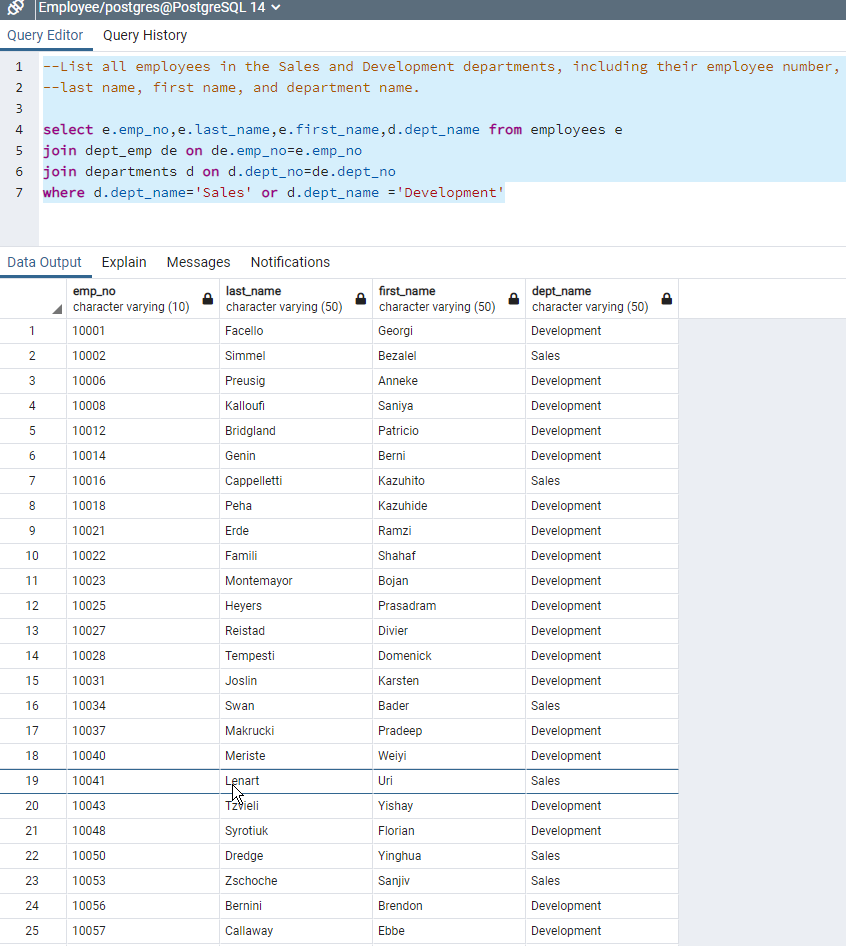 Employee/postgres@PostgreSQL 14
Query Editor Query History
1 --List all employees in the Sales and Development departments, including their employee number,
2 --last name, first name, and department name.
3
4 select e.emp_no,e.last_name,e.first_name,d.dept_name from employees e
5 join dept_emp de on de.emp_no=e.emp_no
6 join departments d on d.dept_no=de.dept_no
7 where d.dept_name='Sales' or d.dept_name ='Development'
Data Output Explain Messages Notifications
emp_no last_name first_name dept_name
character varying (10) character varying (50) character varying (50) character varying (50)
1 10001 Facello Georgi Development
2 10002 Simmel Bezalel Sales
3 10006 Preusig Anneke Development
4 10008 Kalloufi Saniya Development
5 10012 Bridgland Patricio Development
6 10014 Genin Berni Development
7 10016 Cappelletti Kazuhito Sales
8 10018 Peha Kazuhide Development
9 10021 Erde Ramzi Development
10 10022 Famili Shahaf Development
11 10023 Montemayor Bojan Development
12 10025 Heyers Prasadram Development
13 10027 Reistad Divier Development
14 10028 Tempesti Domenick Development
15 10031 Joslin Karsten Development
16 10034 Swan Bader Sales
17 10037 Makrucki Pradeep Development
18 10040 Meriste Weiyi Development
19 10041 Lenart Uri Sales
20 10043 Tzvieli Yishay Development
21 10048 Syrotiuk Florian Development
22 10050 Dredge Yinghua Sales
23 10053 Zschoche Sanjiv Sales
24 10056 Bernini Brendon Development
25 10057 Callaway Ebbe Development